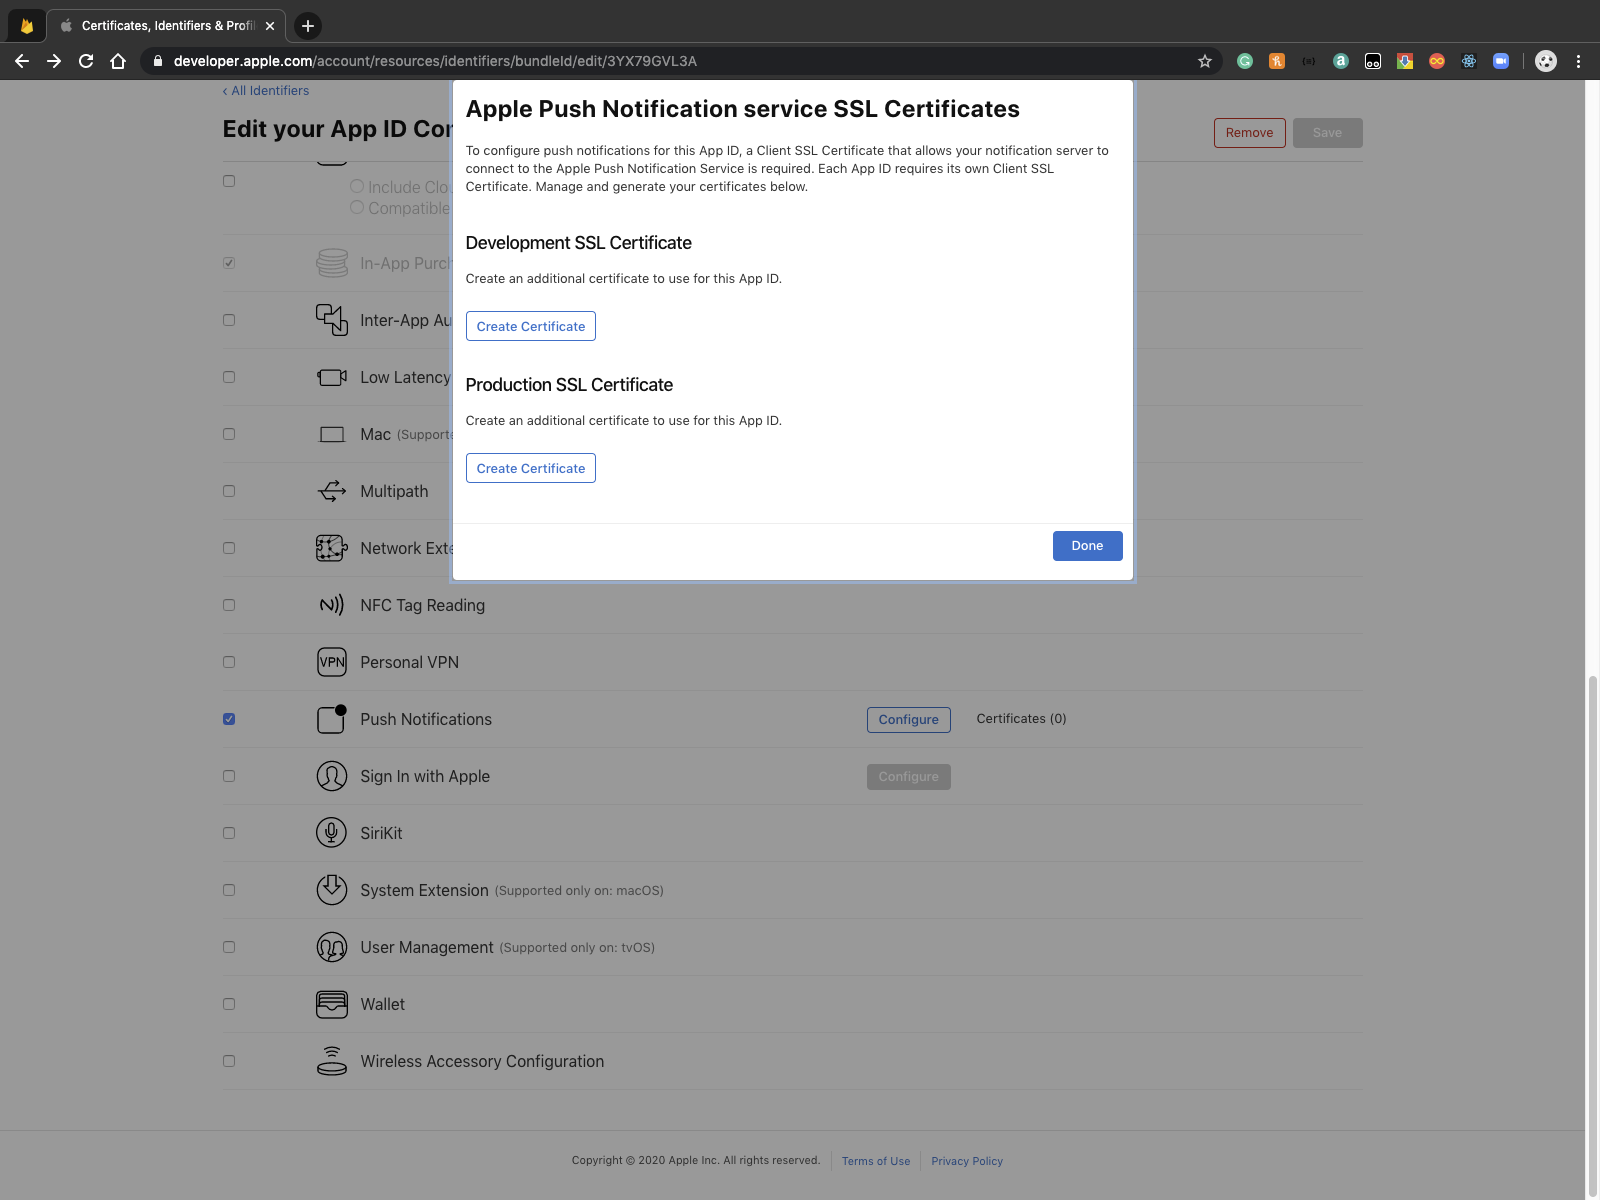 Certificates, Identifiers & Profil
developer.apple.com/account/resources/identifiers/bundleId/edit/3YX79GVL3A
‹ All Identifiers
Edit your App ID Con
Remove
Save
Include Clou
Compatible
In-App Purch
Inter-App Au
Low Latency
Mac (Supporte
Multipath
Network Exte
Apple Push Notification service SSL Certificates
To configure push notifications for this App ID, a Client SSL Certificate that allows your notification server to
connect to the Apple Push Notification Service is required. Each App ID requires its own Client SSL
Certificate. Manage and generate your certificates below.
Development SSL Certificate
Create an additional certificate to use for this App ID.
Create Certificate
Production SSL Certificate
Create an additional certificate to use for this App ID.
Create Certificate
Done
NFC Tag Reading
VPN
Personal VPN
Push Notifications
Configure
Certificates (0)
Sign In with Apple
Configure
SiriKit
System Extension (Supported only on: macOS)
User Management (Supported only on: tvOS)
Wallet
Wireless Accessory Configuration
Copyright © 2020 Apple Inc. All rights reserved.
Terms of Use
Privacy Policy